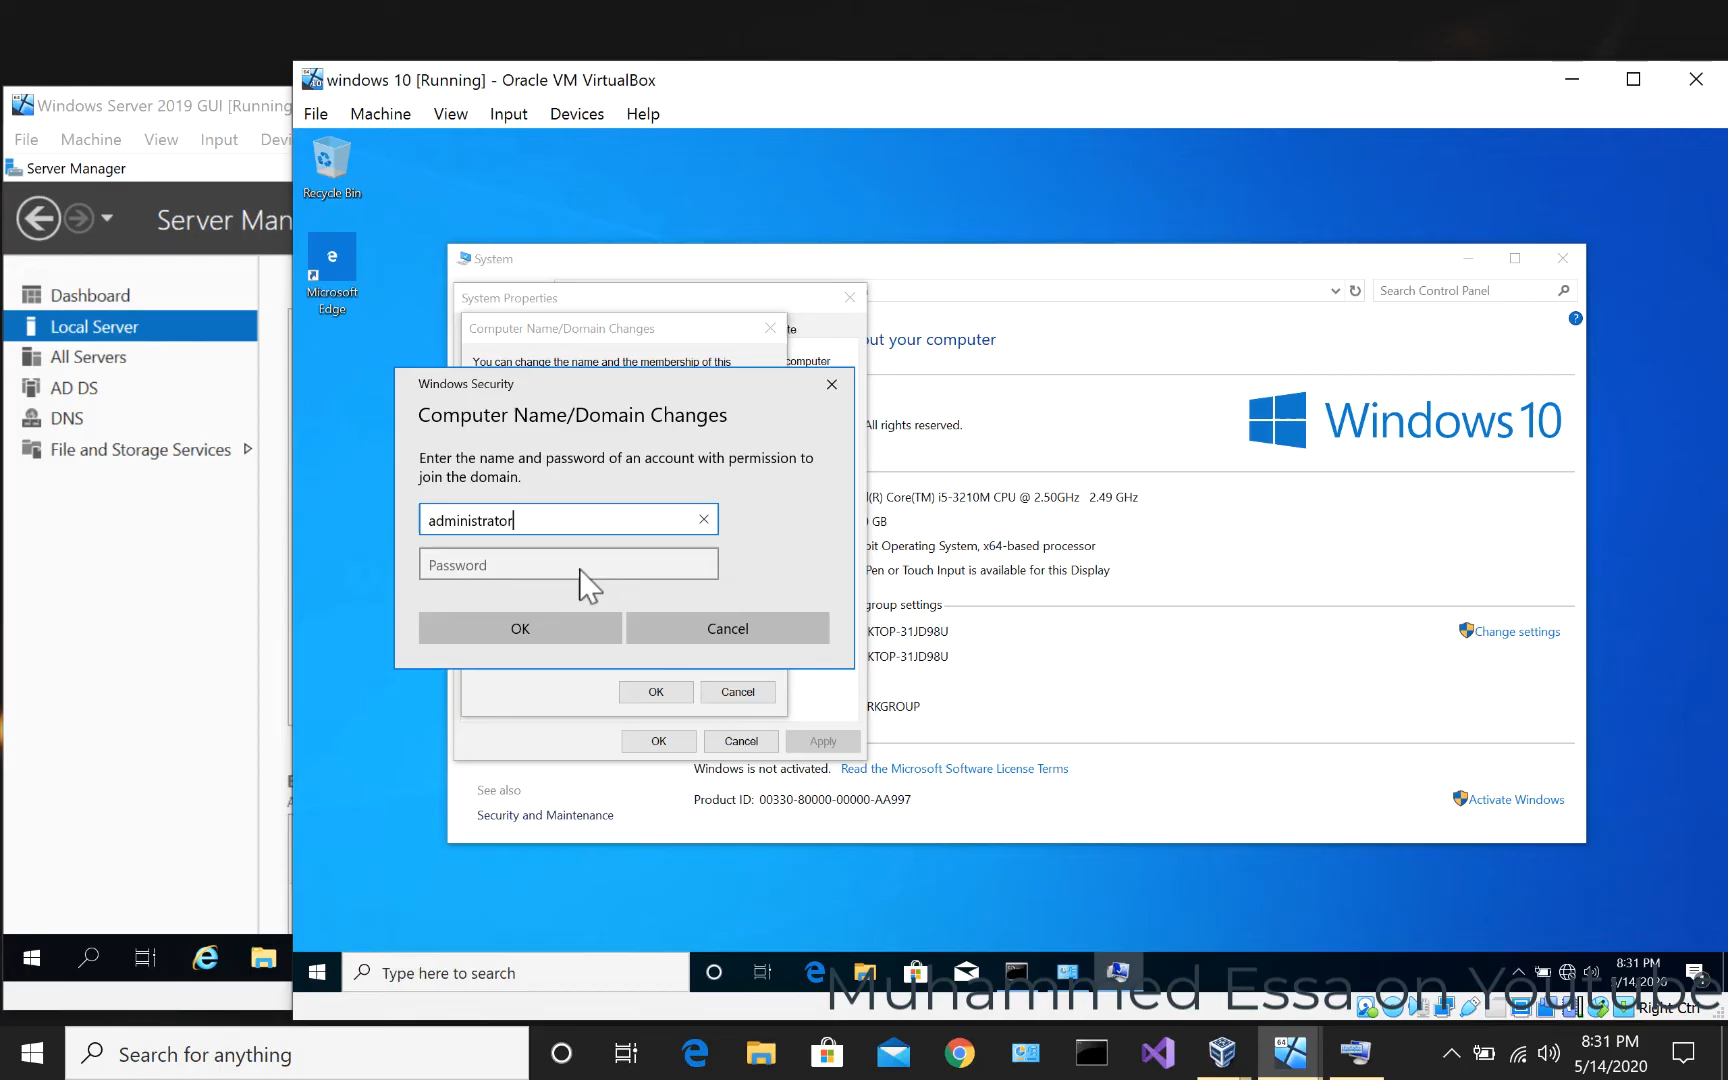 windows 10 [Running] - Oracle VM VirtualBox
File Machine View Input Devices Help
Windows Server 2019 GUI [Running
File Machine View Input Devi
Server Manager
Server Man
Dashboard
Local Server
All Servers
AD DS
DNS
File and Storage Services
Recycle Bin
Microsoft
Edge
System
Search Control Panel
System Properties
Computer Name/Domain Changes
You can change the name and the membership of this
computer
out your computer
Windows Security
Computer Name/Domain Changes
Enter the name and password of an account with permission to
join the domain.
administrator
Password
OK Cancel
OK Cancel
OK Cancel Apply
All rights reserved.
Windows 10
(R) Core(TM) i5-3210M CPU @ 2.50GHz 2.49 GHz
GB
bit Operating System, x64-based processor
Pen or Touch Input is available for this Display
group settings
KTOP-31JD98U
Change settings
KTOP-31JD98U
RKGROUP
Windows is not activated. Read the Microsoft Software License Terms
See also
Security and Maintenance
Product ID: 00330-80000-00000-AA997
Activate Windows
Type here to search
8:31 PM
5/14/2020
Muhammed Essa on Youtube
Right Ctrl
Search for anything
64
8:31 PM
5/14/2020